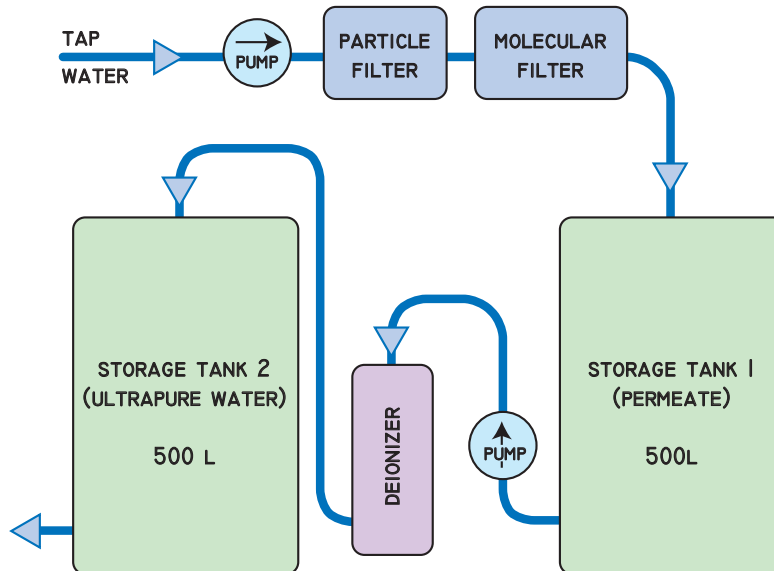 TAP
WATER
PUMP
PARTICLE
FILTER
MOLECULAR
FILTER
STORAGE TANK 2
(ULTRAPURE WATER)
500 L
DEIONIZER
PUMP
STORAGE TANK 1
(PERMEATE)
500L